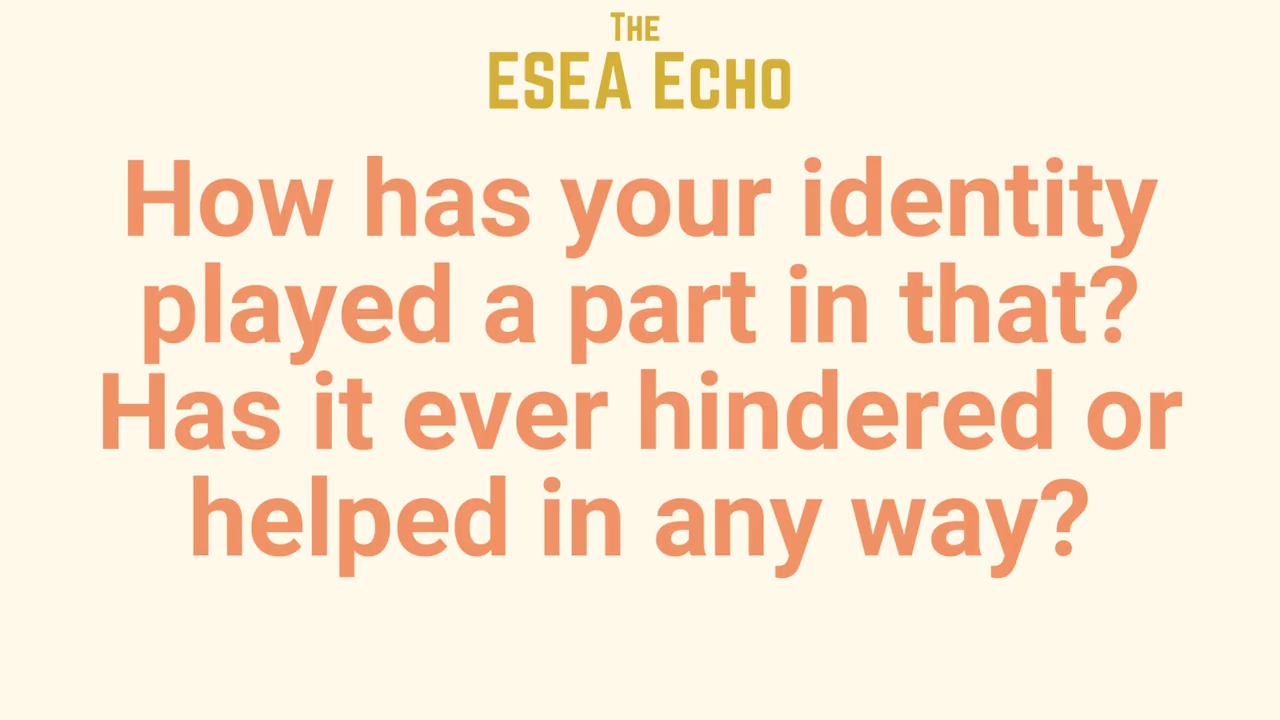 The
ESEA Echo
How has your identity
played a part in that?
Has it ever hindered or
helped in any way?